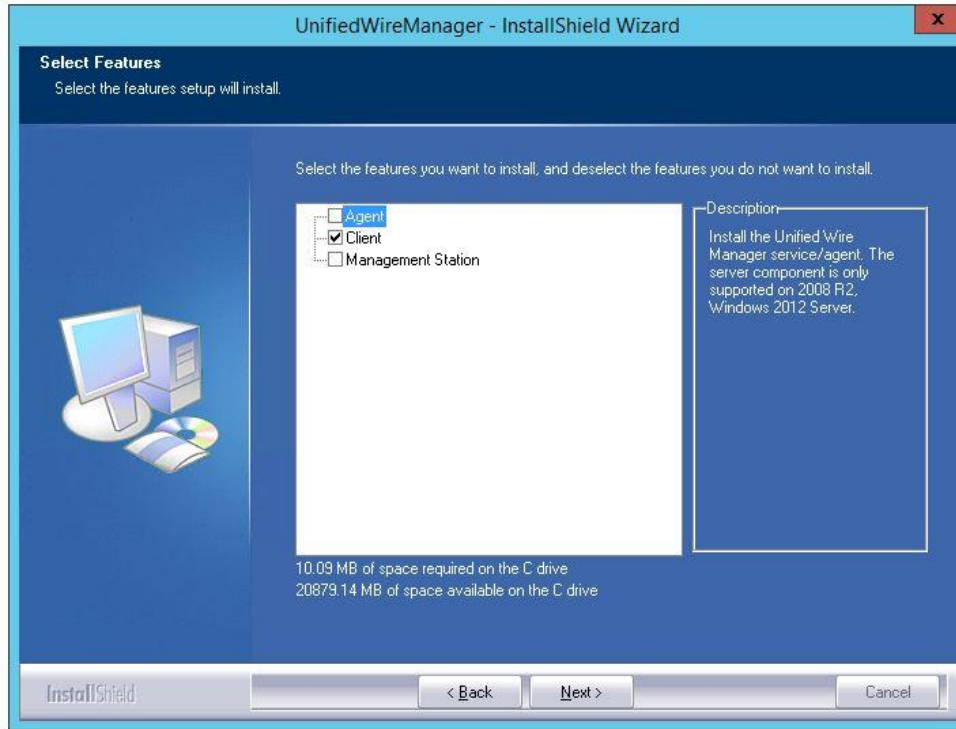 UnifiedWireManager - InstallShield Wizard
x
Select Features
Select the features setup will install.
Select the features you want to install, and deselect the features you do not want to install.
Agent
Client
Management Station
Description
Install the Unified Wire
Manager service/agent. The
server component is only
supported on 2008 R2,
Windows 2012 Server.
10.09 MB of space required on the C drive
20879.14 MB of space available on the C drive
InstallShield
< Back
Next >
Cancel